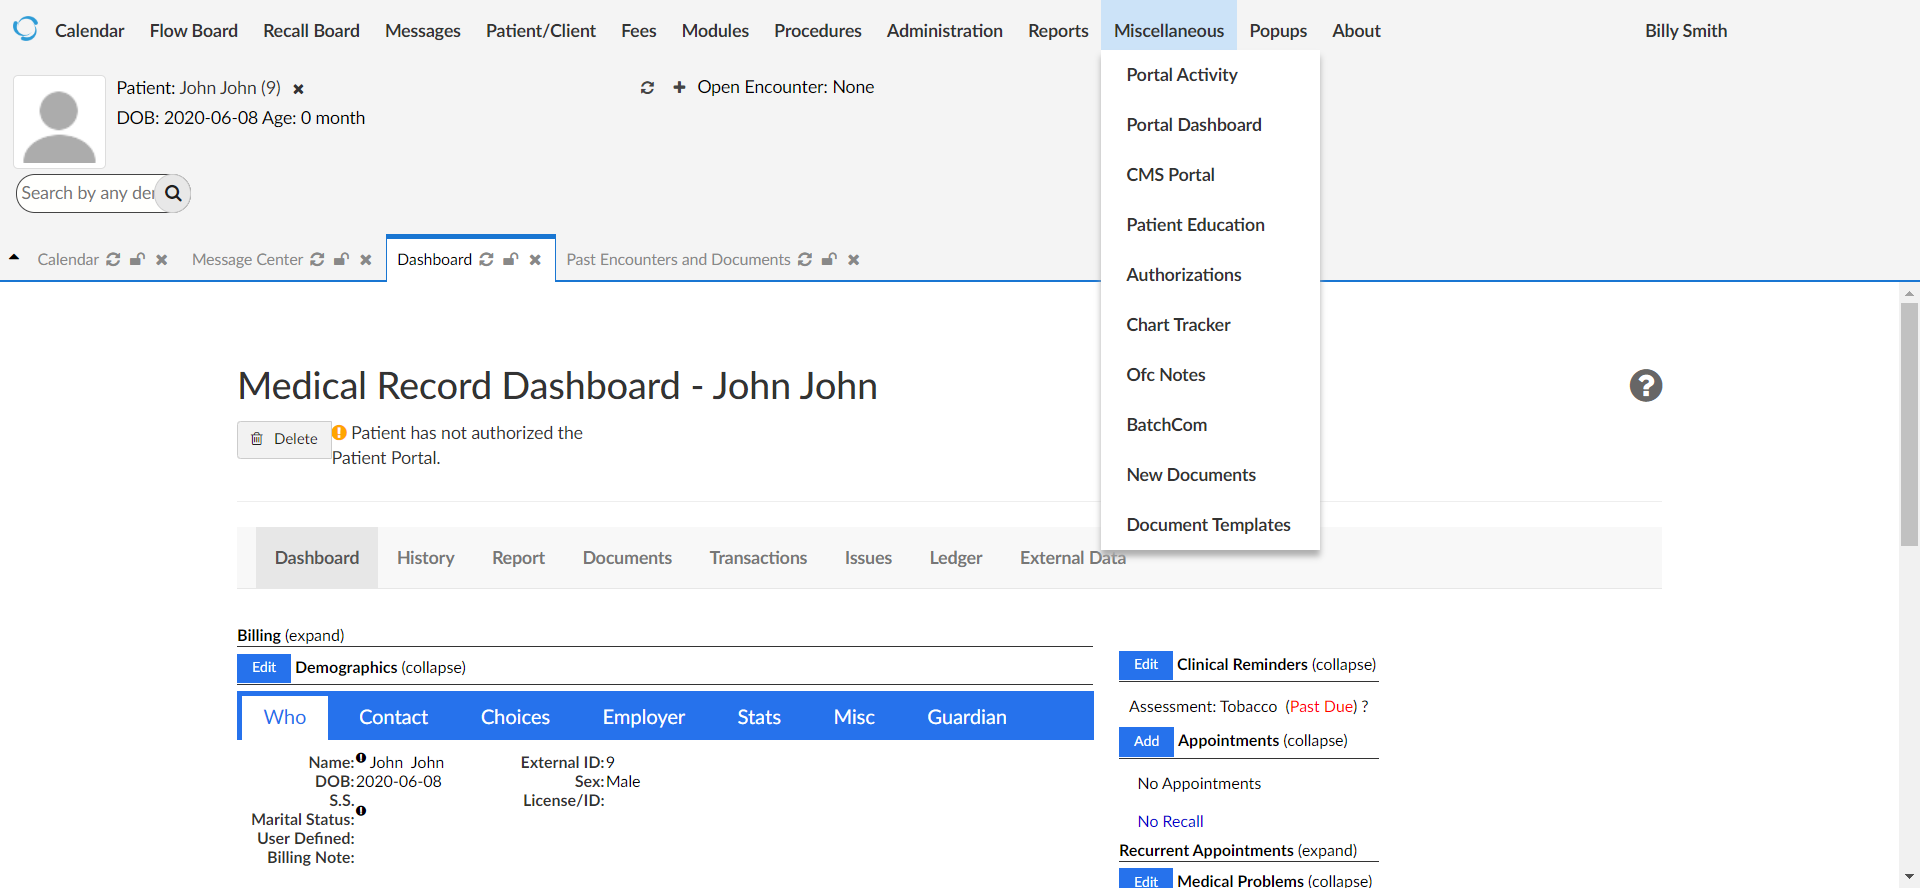 Calendar Flow Board Recall Board Messages Patient/Client Fees Modules Procedures Administration Reports Miscellaneous Popups About Billy Smith
Patient: John John (9)
DOB: 2020-06-08 Age: 0 month
Open Encounter: None
Search by any der
Portal Activity
Portal Dashboard
CMS Portal
Patient Education
Authorizations
Chart Tracker
Ofc Notes
BatchCom
New Documents
Document Templates
Calendar Message Center Dashboard Past Encounters and Documents
Medical Record Dashboard - John John
Delete
Patient has not authorized the
Patient Portal.
Dashboard History Report Documents Transactions Issues Ledger External Data
Billing (expand)
Edit Demographics (collapse)
Who Contact Choices Employer Stats Misc Guardian
Name: John John External ID: 9
DOB: 2020-06-08 Sex: Male
S.S. License/ID:
Marital Status:
User Defined:
Billing Note:
Edit Clinical Reminders (collapse)
Assessment: Tobacco (Past Due) ?
Add Appointments (collapse)
No Appointments
No Recall
Recurrent Appointments (expand)
Edit Medical Problems (collapse)